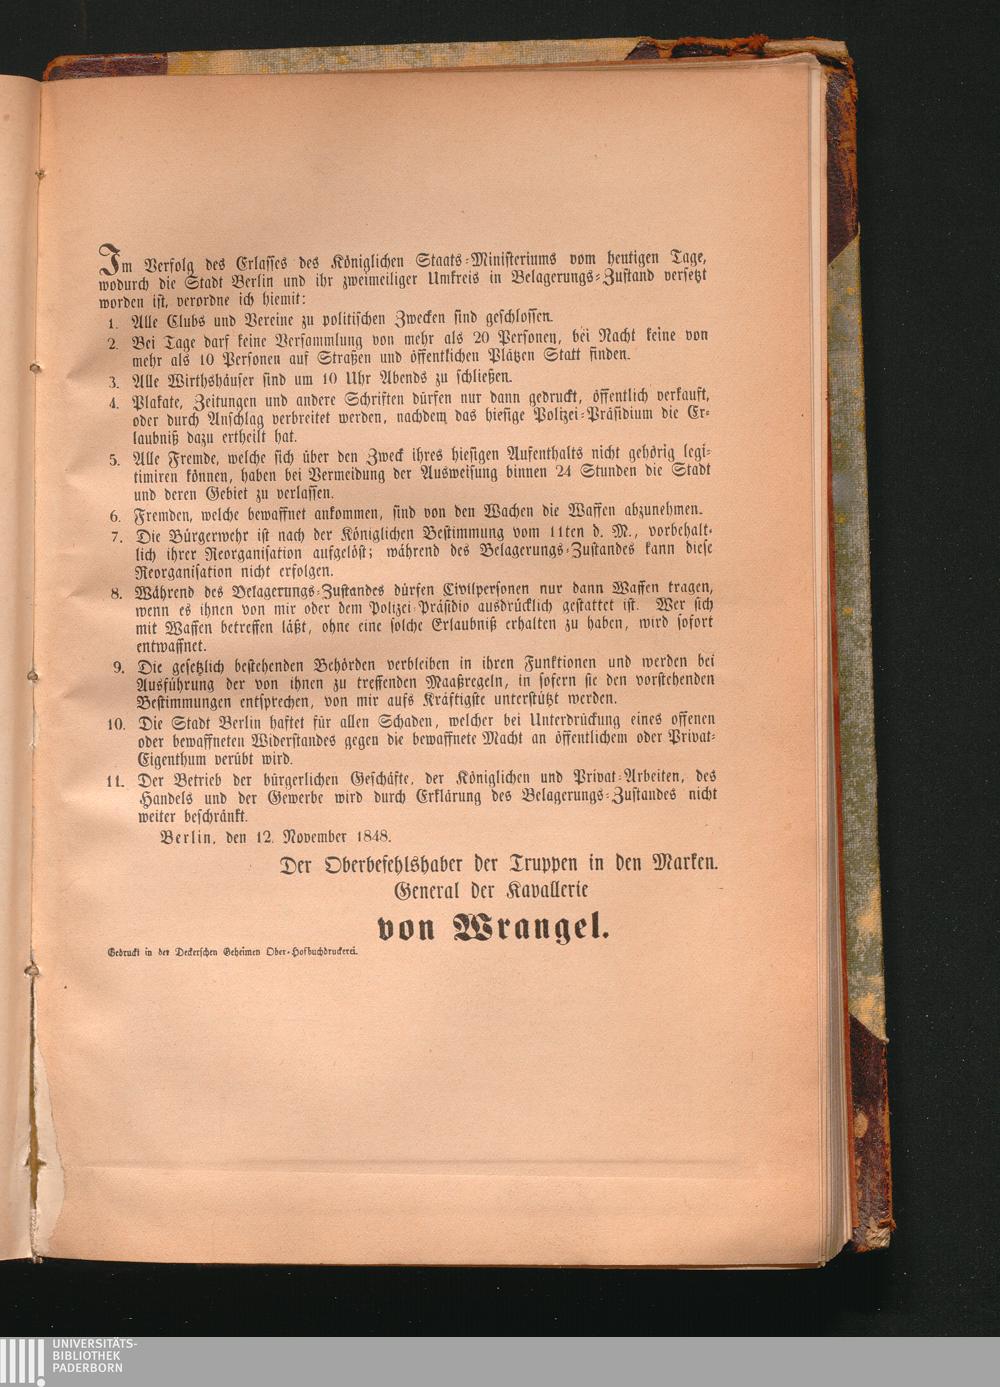 Im Verfolg des Erlasses des Königlichen Staats-Ministeriums vom heutigen Tage,
wodurch die Stadt Berlin und ihr zweimeiliger Umkreis in Belagerungs-Zustand versetzt
worden ist, verordne ich hiemit:
1. Alle Clubs und Vereine zu politischen Zwecken sind geschlossen.
2. Bei Tage darf keine Versammlung von mehr als 20 Personen, bei Nacht keine von
mehr als 10 Personen auf Straßen und öffentlichen Plätzen Statt finden.
3. Alle Wirthshäuser sind um 10 Uhr Abends zu schließen.
4. Plakate, Zeitungen und andere Schriften dürfen nur dann gedruckt, öffentlich verkauft,
oder durch Anschlag verbreitet werden, nachdem das hiesige Polizei-Präsidium die Er-
laubniß dazu ertheilt hat.
5. Alle Fremde, welche sich über den Zweck ihres hiesigen Aufenthalts nicht gehörig legi-
timiren können, haben bei Vermeidung der Ausweisung binnen 24 Stunden die Stadt
und deren Gebiet zu verlassen.
6. Fremden, welche bewaffnet ankommen, sind von den Wachen die Waffen abzunehmen.
7. Die Bürgerwehr ist nach der Königlichen Bestimmung vom 11ten d. M., vorbehalt-
lich ihrer Reorganisation aufgelöst; während des Belagerungs-Zustandes kann diese
Reorganisation nicht erfolgen.
8. Während des Belagerungs-Zustandes dürfen Civilpersonen nur dann Waffen tragen,
wenn es ihnen von mir oder dem Polizei-Präsidio ausdrücklich gestattet ist. Wer sich
mit Waffen betreffen läßt, ohne eine solche Erlaubniß erhalten zu haben, wird sofort
entwaffnet.
9. Die gesetzlich bestehenden Behörden verbleiben in ihren Funktionen und werden bei
Ausführung der von ihnen zu treffenden Maaßregeln, in sofern sie den vorstehenden
Bestimmungen entsprechen, von mir aufs Kräftigste unterstützt werden.
10. Die Stadt Berlin haftet für allen Schaden, welcher bei Unterdrückung eines offenen
oder bewaffneten Widerstandes gegen die bewaffnete Macht an öffentlichem oder Privat-
Eigenthum verübt wird.
11. Der Betrieb der bürgerlichen Geschäfte, der Königlichen und Privat-Arbeiten, des
Handels und der Gewerbe wird durch Erklärung des Belagerungs-Zustandes nicht
weiter beschränkt.
Berlin, den 12. November 1848.
Der Oberbefehlshaber der Truppen in den Marken.
General der Kavallerie
von Wrangel.
Gedruckt in der Deckerschen Geheimen Ober-Hofbuchdruckerei.
UNIVERSITÄTS-
BIBLIOTHEK
PADERBORN